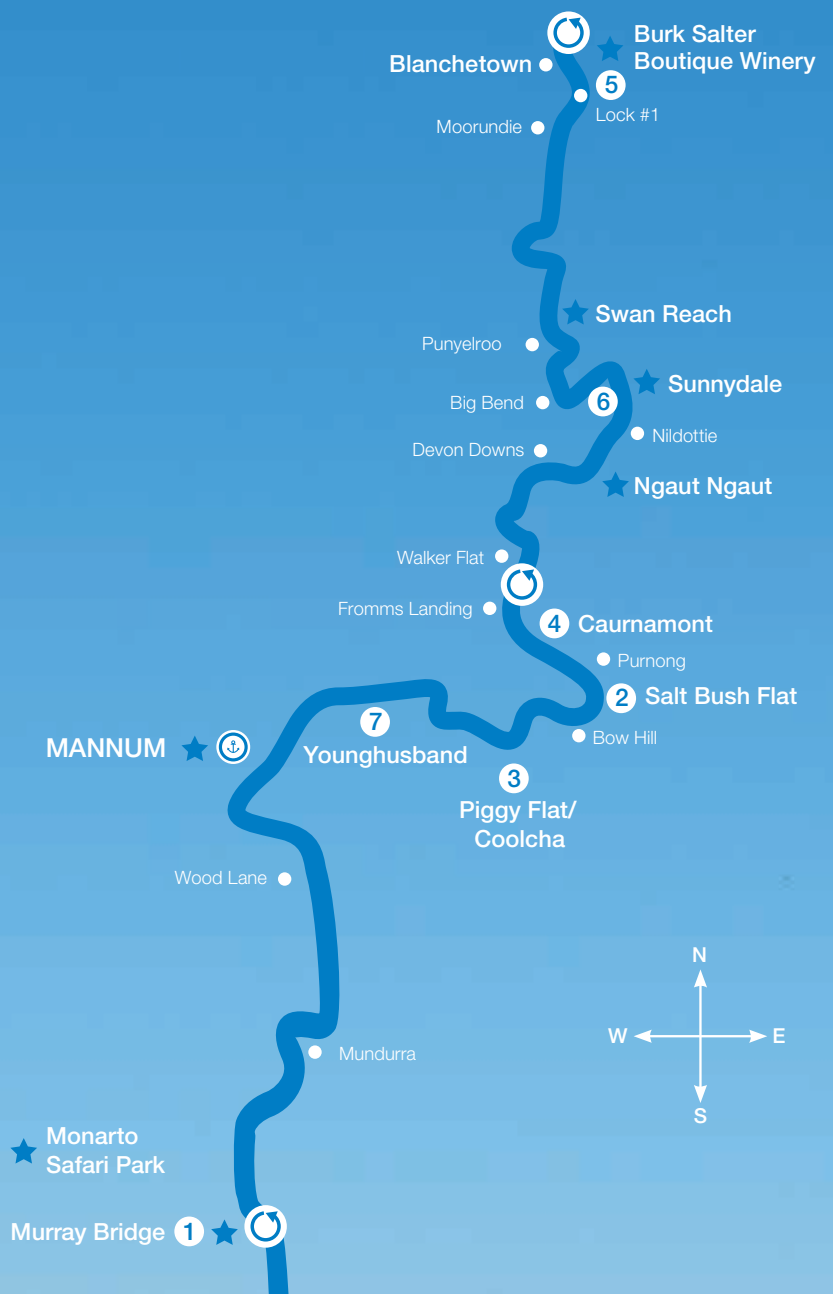 Burk Salter
Boutique Winery
Blanchetown
5
Lock #1
Moorundie
Swan Reach
Punyelroo
Sunnydale
Big Bend
6
Nildottie
Devon Downs
Ngaut Ngaut
Walker Flat
Fromms Landing
4 Caurnamont
Purnong
2 Salt Bush Flat
7
Younghusband
MANNUM
Bow Hill
3
Piggy Flat/
Coolcha
Wood Lane
N
W E
S
Mundurra
Monarto
Safari Park
Murray Bridge 1